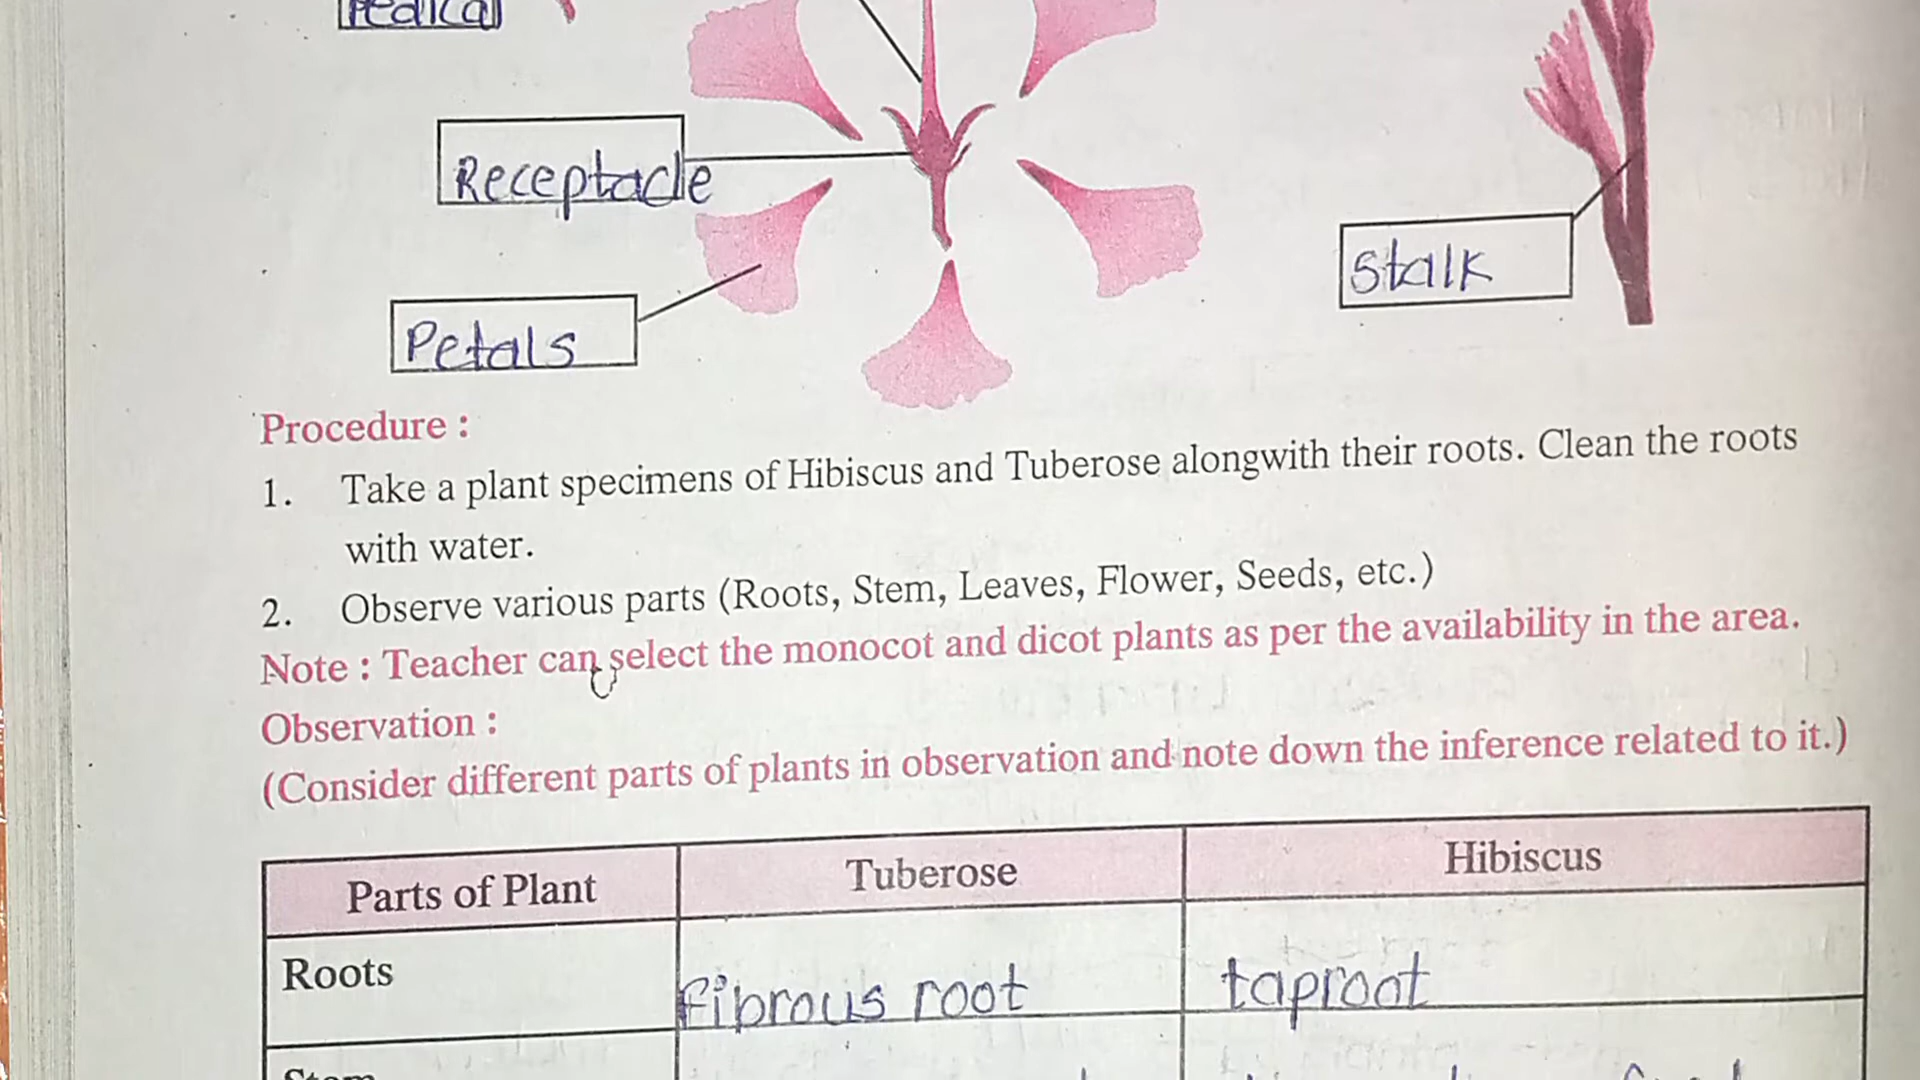 Pedical
Receptacle
Stalk
Petals
Procedure :
1. Take a plant specimens of Hibiscus and Tuberose alongwith their roots. Clean the roots
with water.
2. Observe various parts (Roots, Stem, Leaves, Flower, Seeds, etc.)
Note : Teacher can select the monocot and dicot plants as per the availability in the area.
Observation :
(Consider different parts of plants in observation and note down the inference related to it.)
Parts of Plant Tuberose Hibiscus
Roots fibrous root taproot
Stem